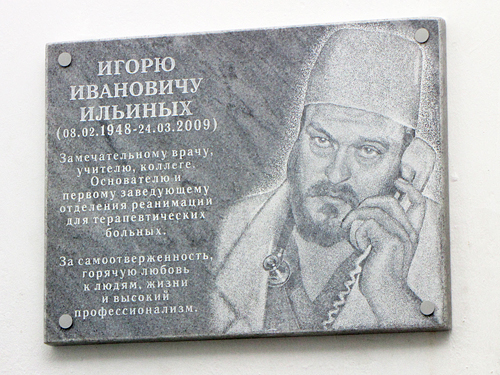 ИГОРЮ
ИВАНОВИЧУ
ИЛЬИНЫХ
(08.02.1948-24.03.2009)
Замечательному врачу,
учителю, коллеге.
Основателю и
первому заведующему
отделения реанимации
для терапевтических
больных.
За самоотверженность,
горячую любовь
к людям, жизни
и высокий
профессионализм.